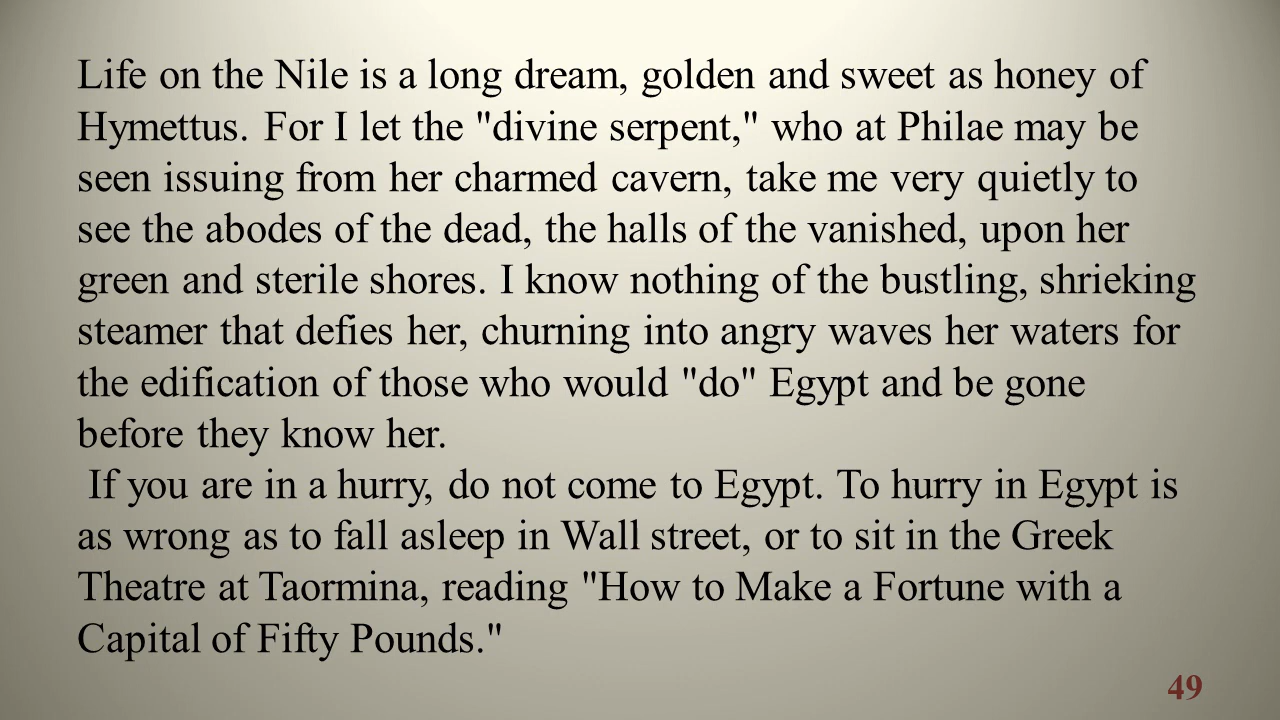 Life on the Nile is a long dream, golden and sweet as honey of
Hymettus. For I let the "divine serpent," who at Philae may be
seen issuing from her charmed cavern, take me very quietly to
see the abodes of the dead, the halls of the vanished, upon her
green and sterile shores. I know nothing of the bustling, shrieking
steamer that defies her, churning into angry waves her waters for
the edification of those who would "do" Egypt and be gone
before they know her.
If you are in a hurry, do not come to Egypt. To hurry in Egypt is
as wrong as to fall asleep in Wall street, or to sit in the Greek
Theatre at Taormina, reading "How to Make a Fortune with a
Capital of Fifty Pounds."
49